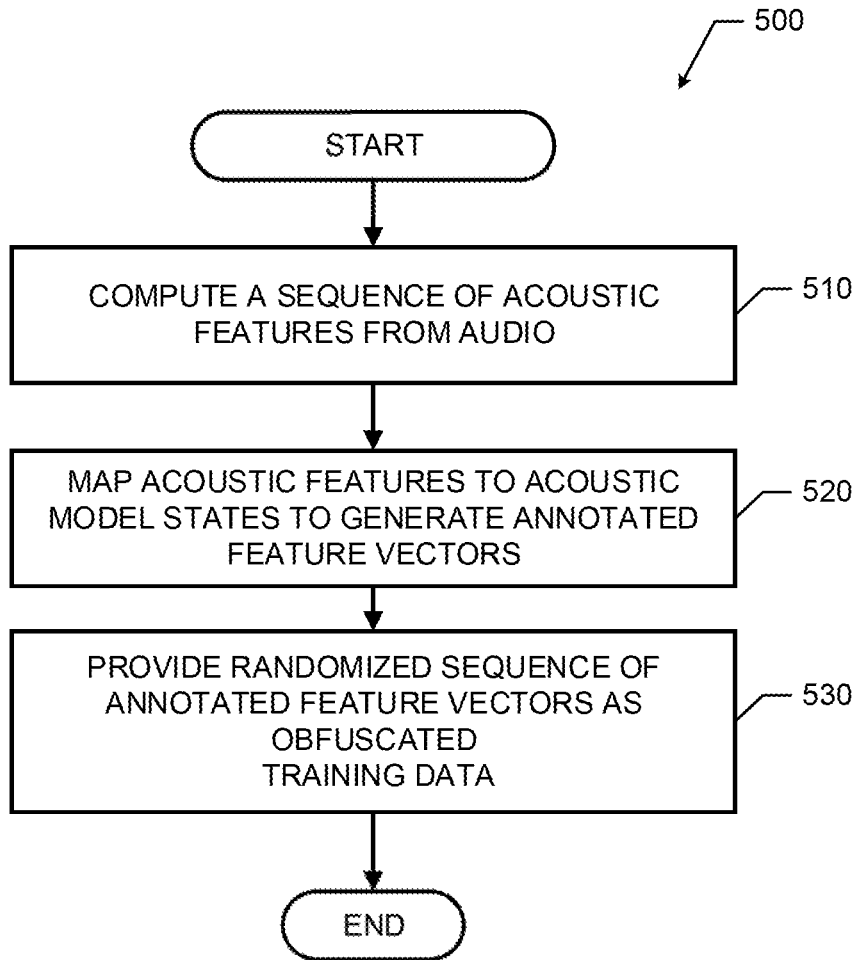 500
START
COMPUTE A SEQUENCE OF ACOUSTIC
FEATURES FROM AUDIO
510
MAP ACOUSTIC FEATURES TO ACOUSTIC
MODEL STATES TO GENERATE ANNOTATED
FEATURE VECTORS
520
PROVIDE RANDOMIZED SEQUENCE OF
ANNOTATED FEATURE VECTORS AS
OBFUSCATED
TRAINING DATA
530
END